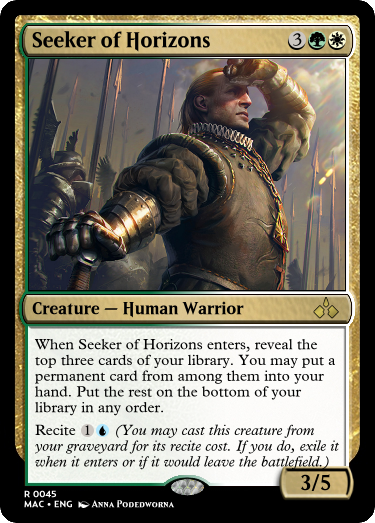 Seeker of Horizons 3
Creature — Human Warrior
When Seeker of Horizons enters, reveal the
top three cards of your library. You may put a
permanent card from among them into your
hand. Put the rest on the bottom of your
library in any order.
Recite 1 (You may cast this creature from
your graveyard for its recite cost. If you do, exile it
when it enters or if it would leave the battlefield.)
3/5
R 0045
MAC • ENG Anna Podedworna